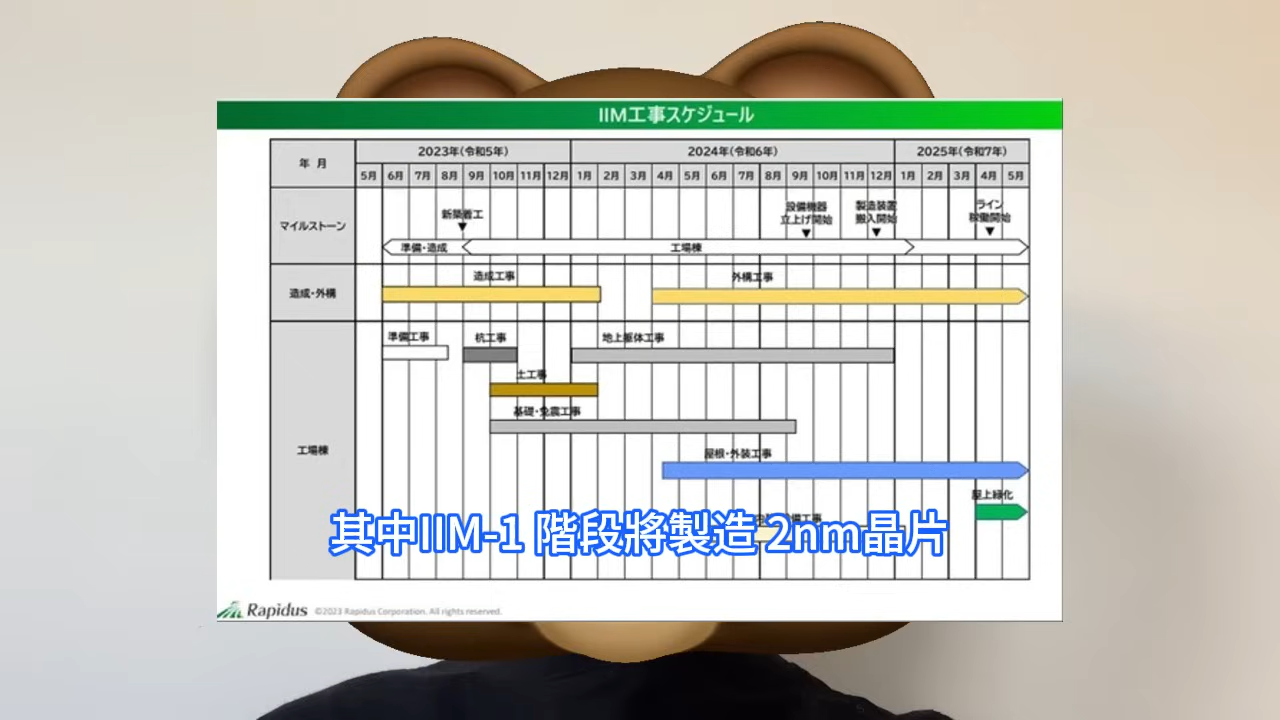 IIM工事スケジュール
年 月
2023年(令和5年)
2024年(令和6年)
2025年(令和7年)
5月 6月 7月 8月 9月 10月 11月 12月 1月 2月 3月 4月 5月 6月 7月 8月 9月 10月 11月 12月 1月 2月 3月 4月 5月
マイルストーン
新築着工
設備機器
立上げ開始
製造装置
搬入開始
ライン
稼働開始
準備・造成
工場棟
造成・外構
造成工事
外構工事
工場棟
準備工事
杭工事
地上躯体工事
土工事
基礎・免震工事
屋根・外装工事
屋上緑化
其中IIM-1 階段將製造 2nm晶片
Rapidus ©2023 Rapidus Corporation. All rights reserved.